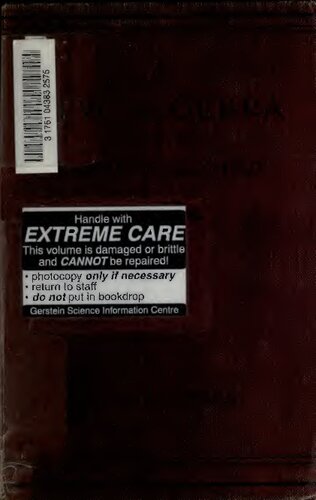 3 1761 04383 2575
Handle with
EXTREME CARE
This volume is damaged or brittle
and CANNOT be repaired!
• photocopy only if necessary
• return to staff
• do not put in bookdrop
Gerstein Science Information Centre